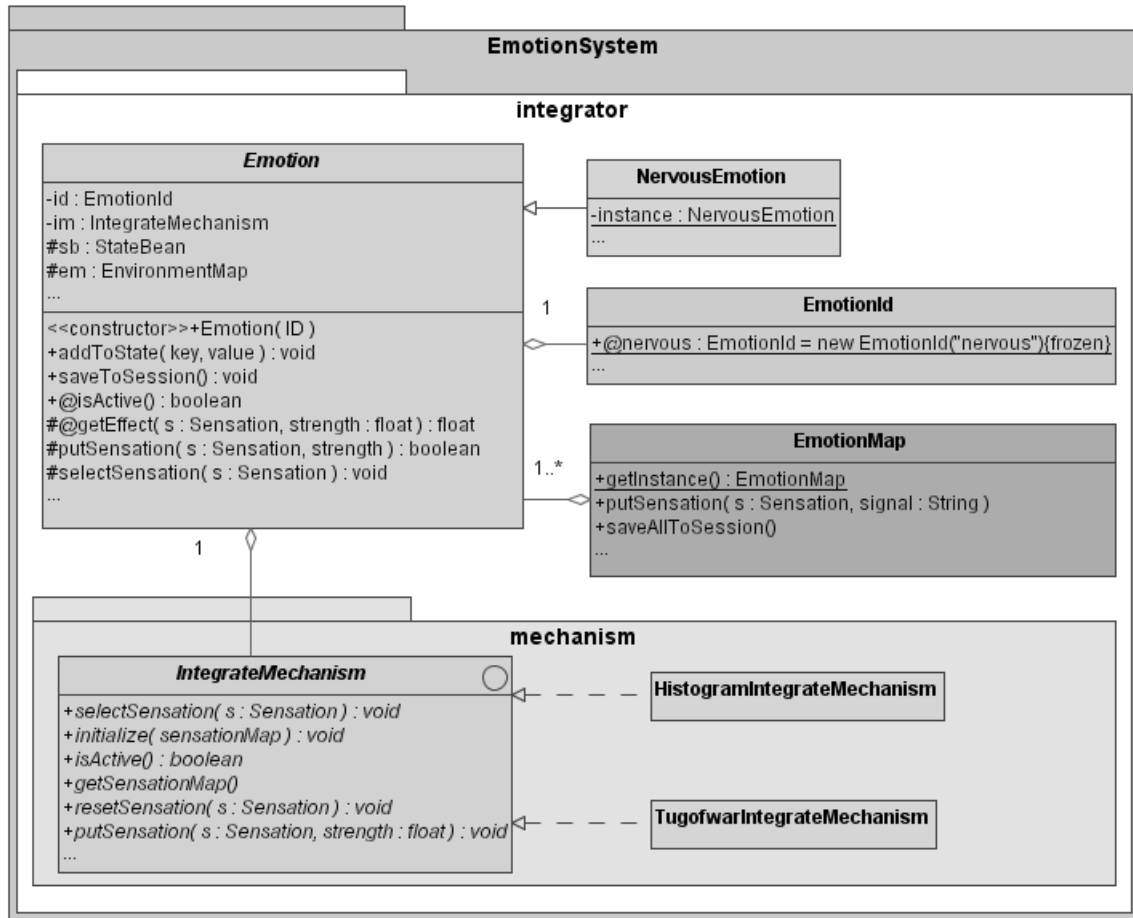 EmotionSystem
integrator
Emotion
-id : EmotionId
-im : IntegrateMechanism
#sb : StateBean
#em : EnvironmentMap
...
<<constructor>>+Emotion( ID )
+addToState( key, value ) : void
+saveToSession() : void
+@isActive() : boolean
#@getEffect( s : Sensation, strength : float ) : float
#putSensation( s : Sensation, strength ) : boolean
#selectSensation( s : Sensation ) : void
...
NervousEmotion
-instance : NervousEmotion
...
1
EmotionId
+@nervous : EmotionId = new EmotionId("nervous"){frozen}
...
1..*
EmotionMap
+getInstance() : EmotionMap
+putSensation( s : Sensation, signal : String )
+saveAllToSession()
...
1
mechanism
IntegrateMechanism
+selectSensation( s : Sensation ) : void
+initialize( sensationMap ) : void
+isActive() : boolean
+getSensationMap()
+resetSensation( s : Sensation ) : void
+putSensation( s : Sensation, strength : float ) : void
...
HistogramIntegrateMechanism
TugofwarIntegrateMechanism